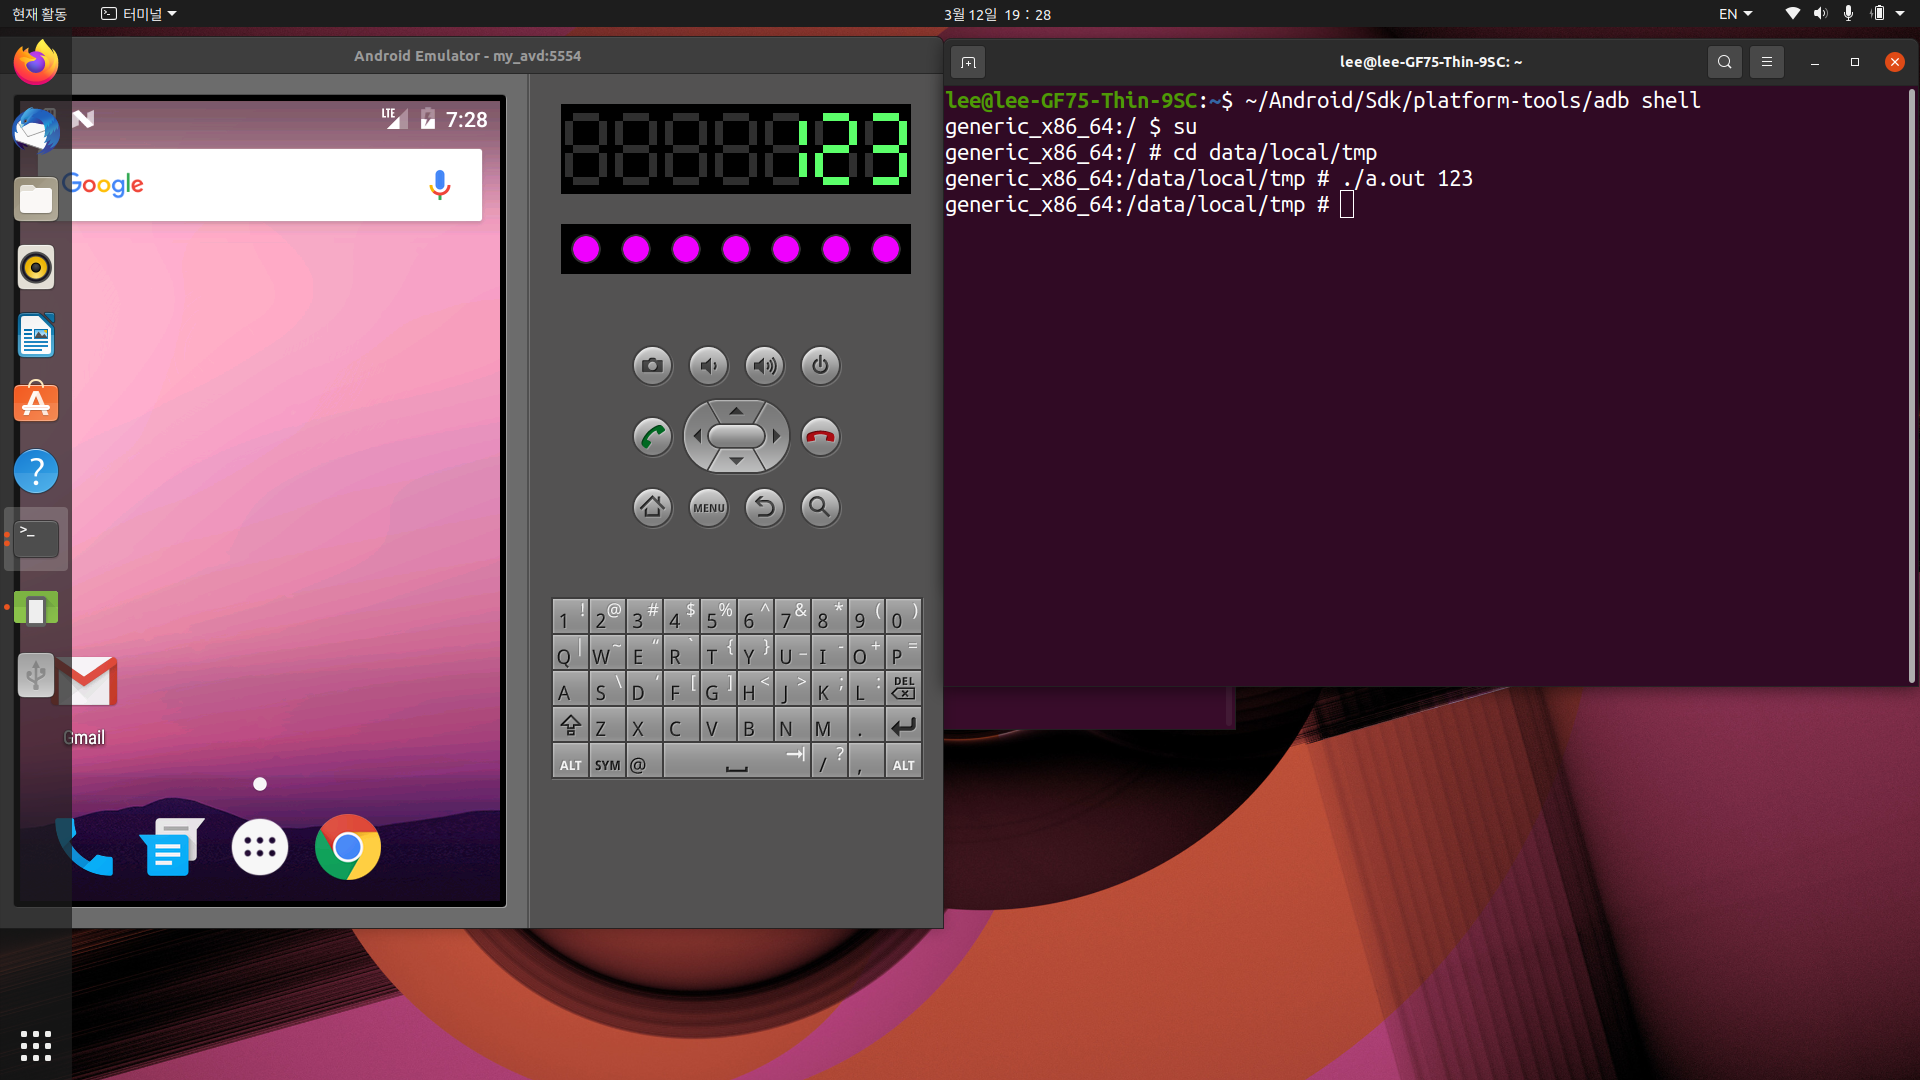 현재 활동
터미널
3월 12일 19 : 28
EN
Android Emulator - my_avd:5554
LTE
7:28
Google
Gmail
123
MENU
1 ! 2 @ 3 # 4 $ 5 % 6 ^ 7 & 8 * 9 ( 0 )
Q | W ~ E “ R ` T { Y } U _ I - O + P =
A S \ D ' F [ G ] H < J > K ; L : DEL
Z X C V B N M .
ALT SYM @ / ? , ALT
lee@lee-GF75-Thin-9SC: ~
lee@lee-GF75-Thin-9SC:~$ ~/Android/Sdk/platform-tools/adb shell
generic_x86_64:/ $ su
generic_x86_64:/ # cd data/local/tmp
generic_x86_64:/data/local/tmp # ./a.out 123
generic_x86_64:/data/local/tmp #